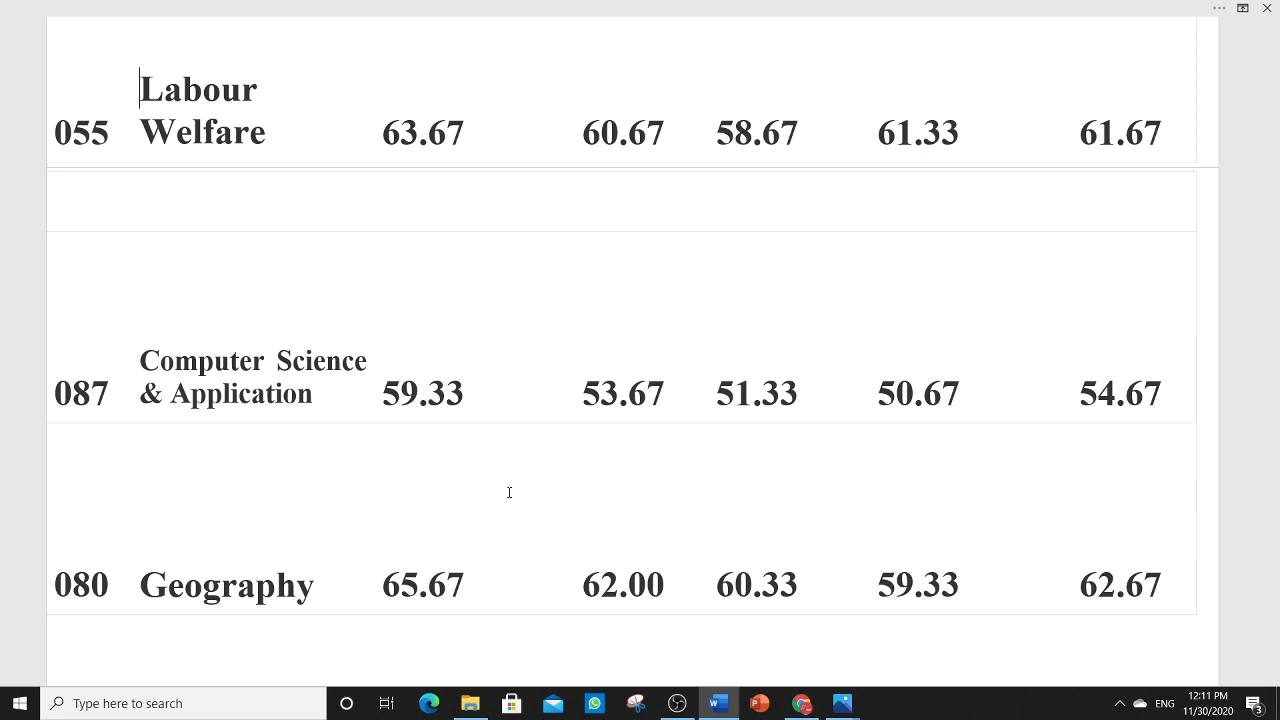 Labour
055 Welfare 63.67 60.67 58.67 61.33 61.67
Computer Science
087 & Application 59.33 53.67 51.33 50.67 54.67
080 Geography 65.67 62.00 60.33 59.33 62.67
Type here to search
ENG
12:11 PM
11/30/2020
3